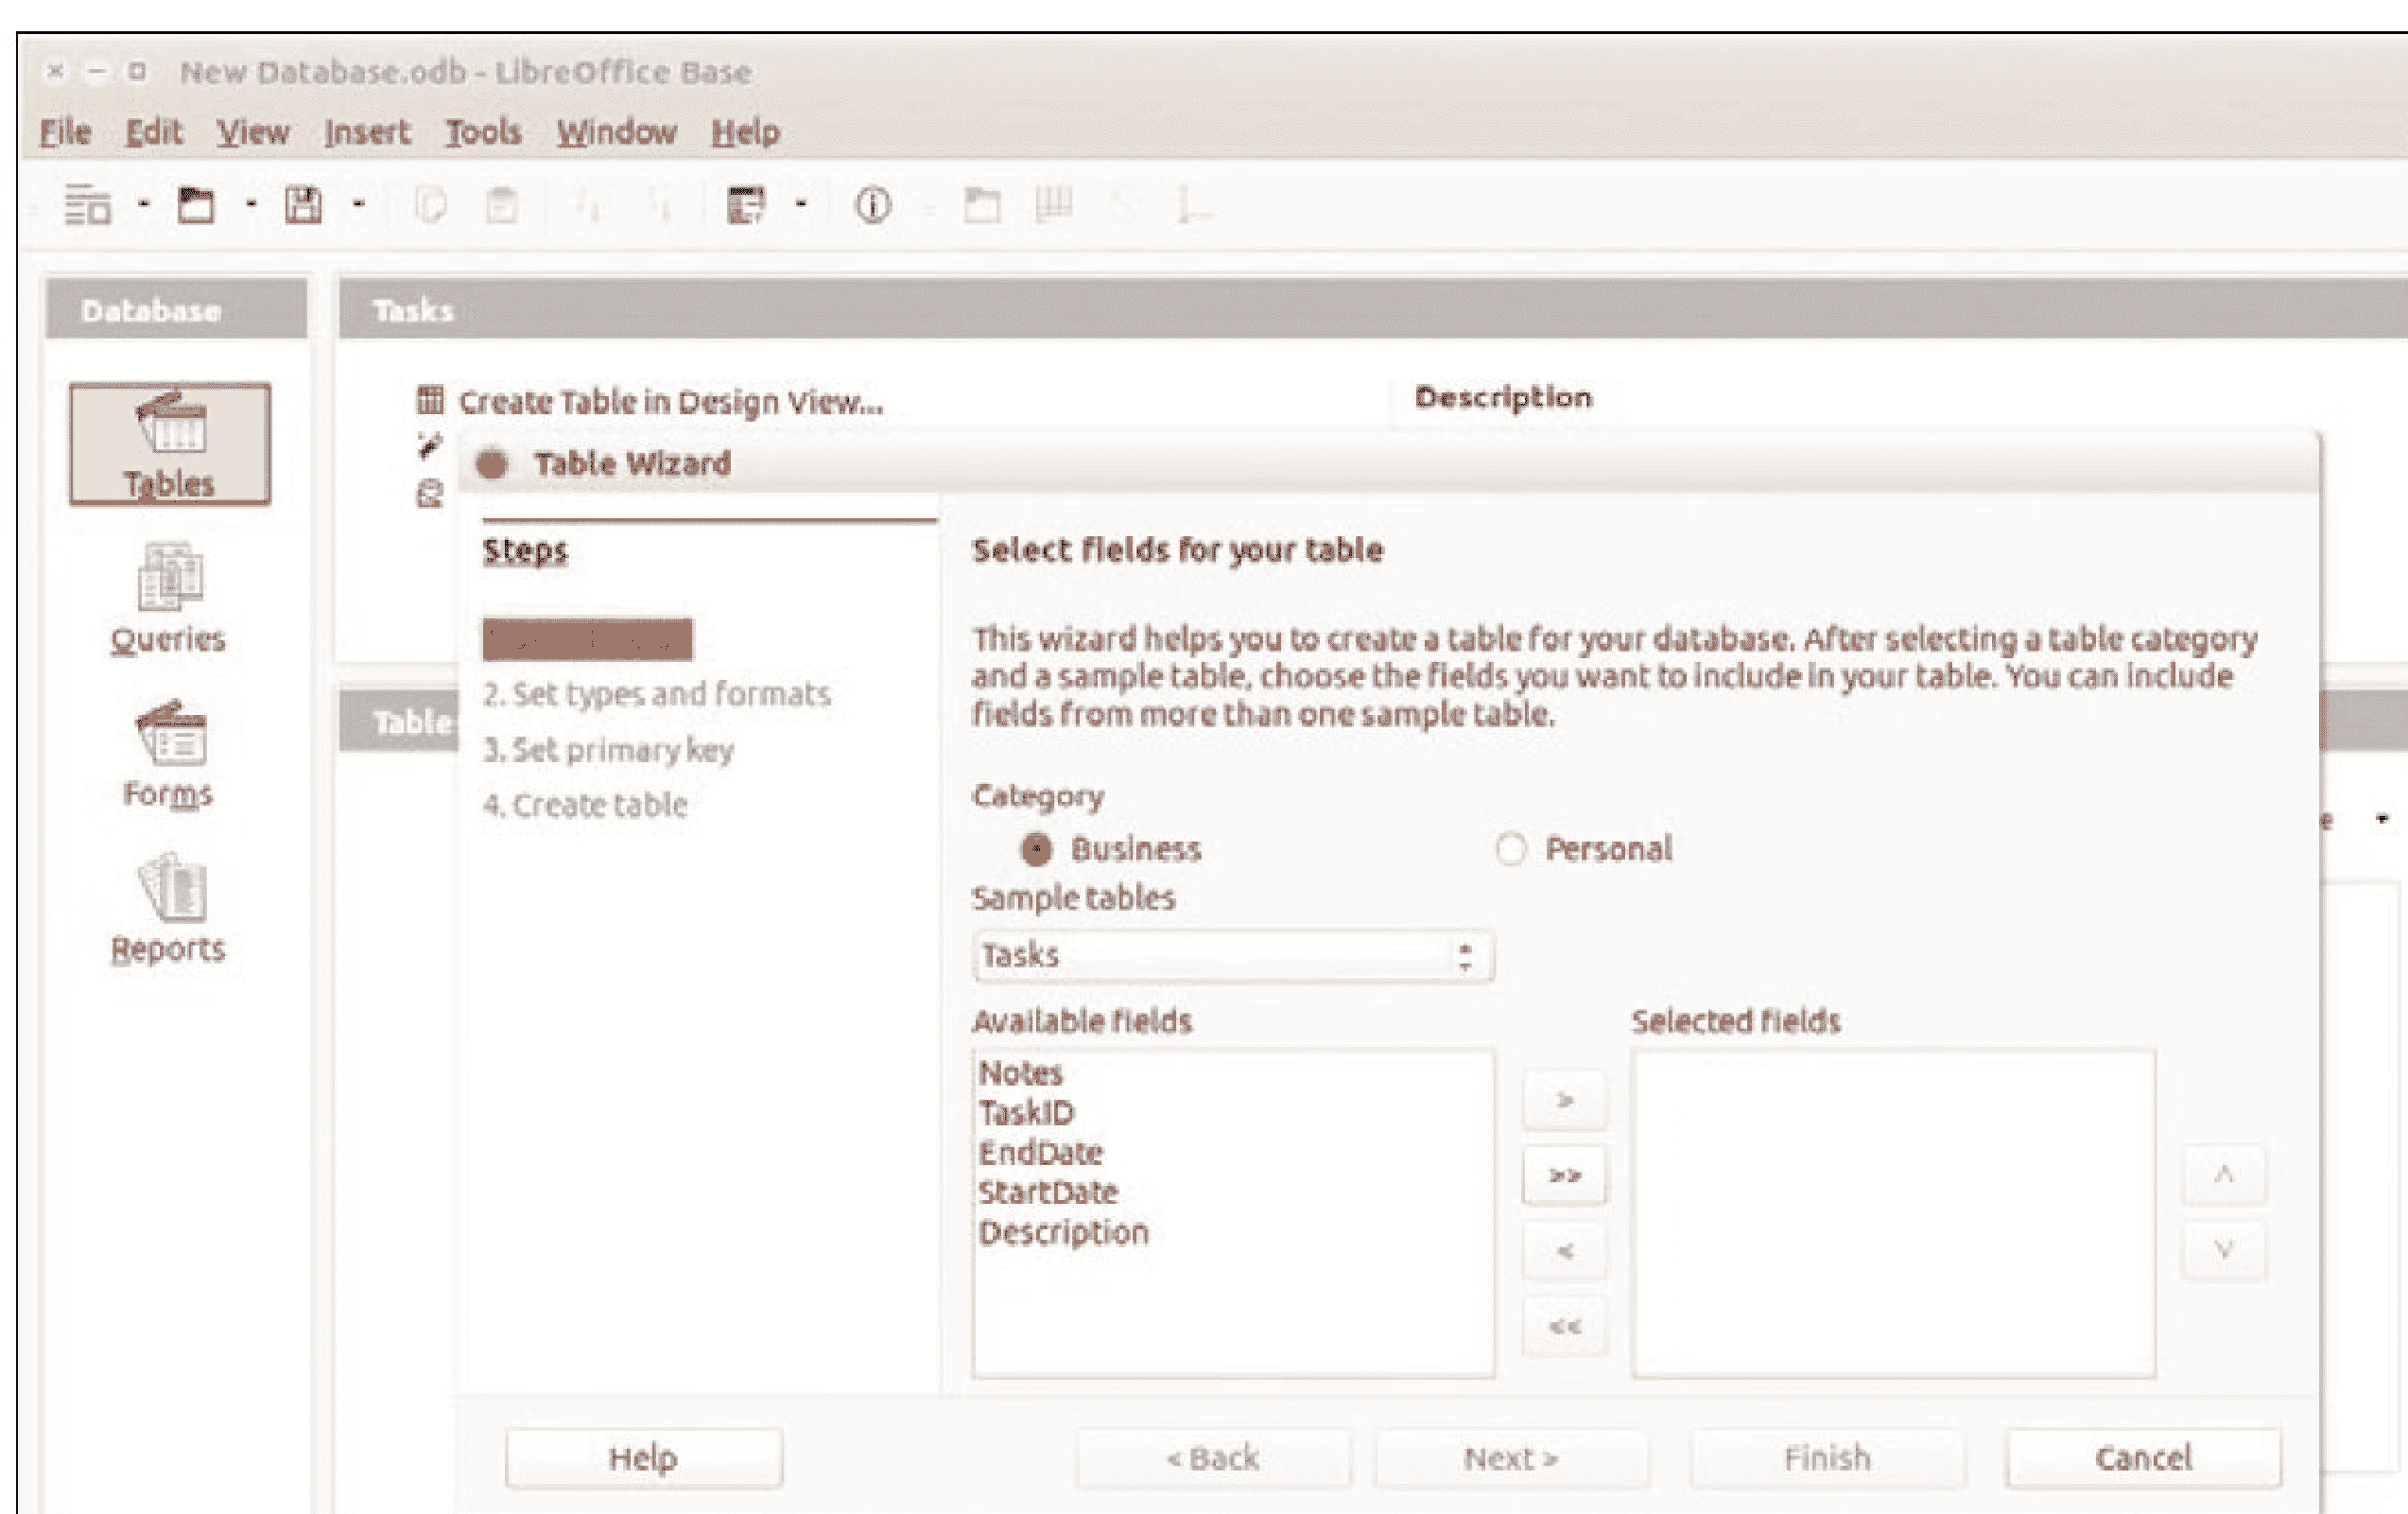 New Database.odb - LibreOffice Base
File Edit View Insert Tools Window Help
Database
Tasks
Tables
Queries
Forms
Reports
Create Table in Design View...
Description
Table
Table Wizard
Steps
2. Set types and formats
3. Set primary key
4. Create table
Select fields for your table
This wizard helps you to create a table for your database. After selecting a table category
and a sample table, choose the fields you want to include in your table. You can include
fields from more than one sample table.
Category
Business Personal
Sample tables
Tasks
Available fields
Selected fields
Notes
TaskID
EndDate
StartDate
Description
>
>>
<
<<
Help
< Back Next > Finish Cancel